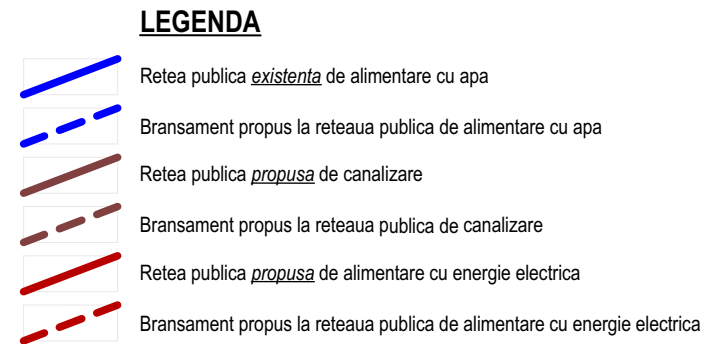 LEGENDA
Retea publica existenta de alimentare cu apa
Bransament propus la reteaua publica de alimentare cu apa
Retea publica propusa de canalizare
Bransament propus la reteaua publica de canalizare
Retea publica propusa de alimentare cu energie electrica
Bransament propus la reteaua publica de alimentare cu energie electrica